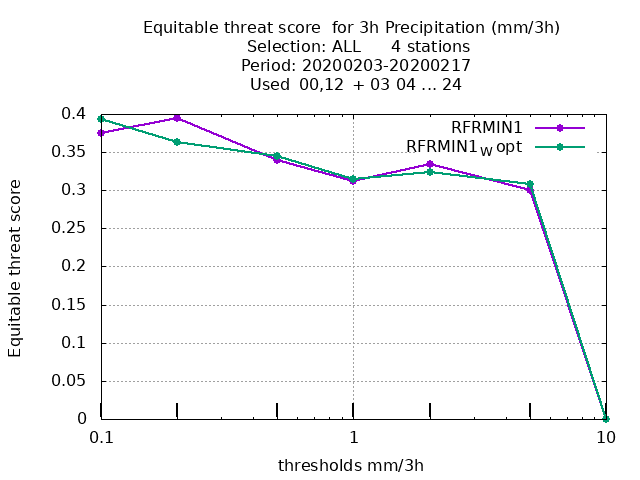 Equitable threat score  for 3h Precipitation (mm/3h)
Selection: ALL      4 stations
Period: 20200203-20200217
Used  00,12  + 03 04 ... 24
RFRMIN1
RFRMIN1W opt
Equitable threat score
0.4
0.35
0.3
0.25
0.2
0.15
0.1
0.05
0
0.1 1 10
thresholds mm/3h